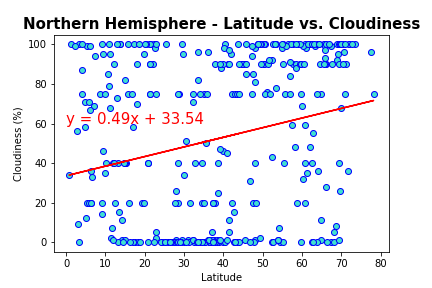 Northern Hemisphere - Latitude vs. Cloudiness
100
80
60
40
20
0
Cloudiness (%)
y = 0.49x + 33.54
0 10 20 30 40 50 60 70 80
Latitude